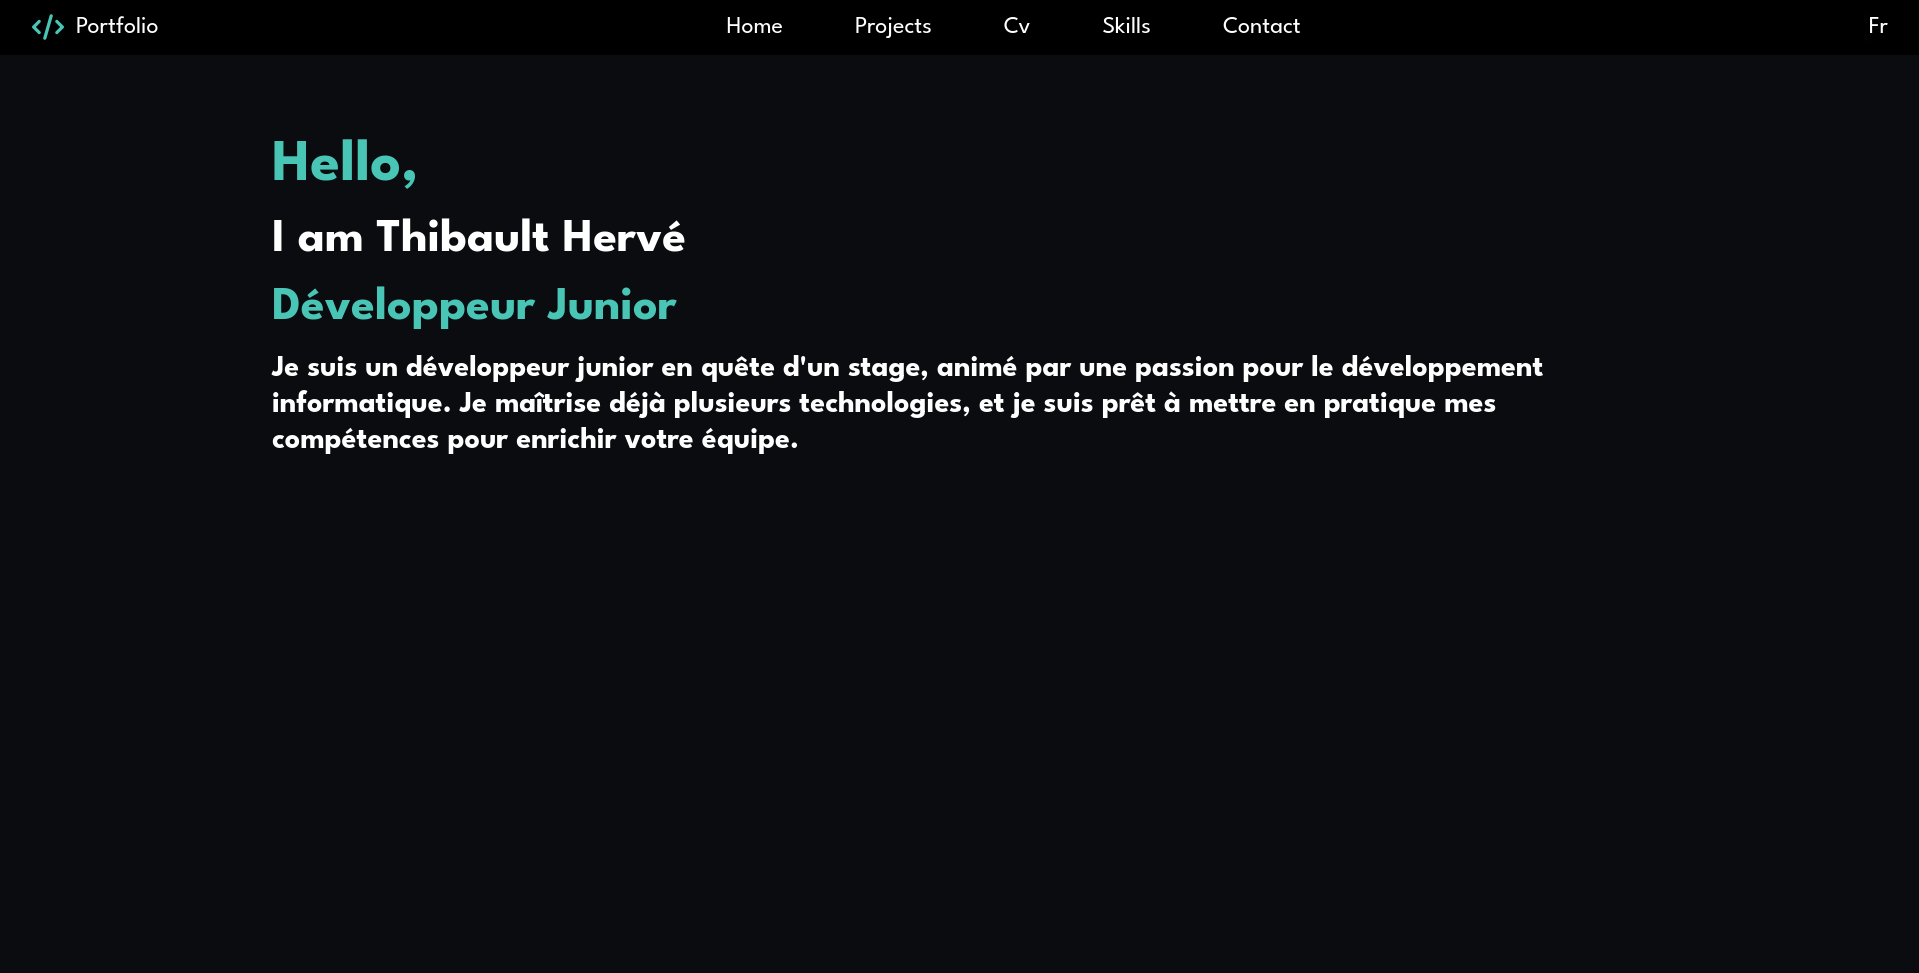 Portfolio
Home
Projects
Cv
Skills
Contact
Fr
Hello,
I am Thibault Hervé
Développeur Junior
Je suis un développeur junior en quête d'un stage, animé par une passion pour le développement
informatique. Je maîtrise déjà plusieurs technologies, et je suis prêt à mettre en pratique mes
compétences pour enrichir votre équipe.